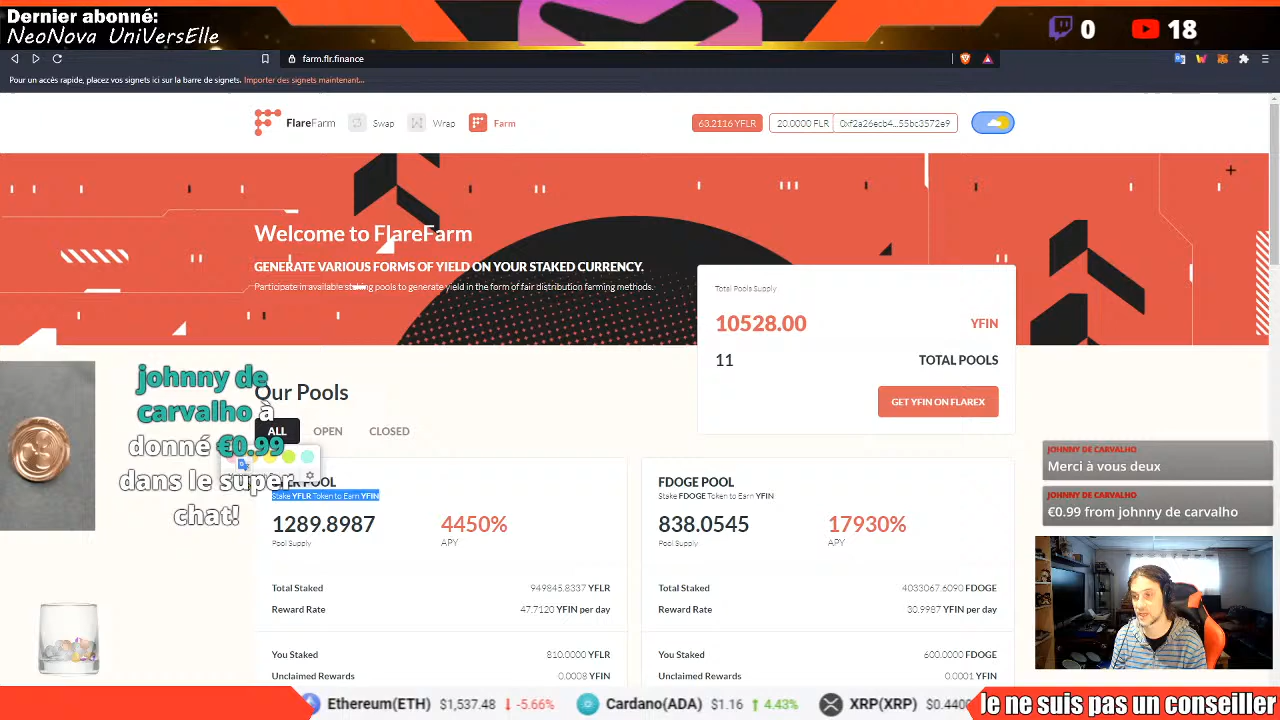 Dernier abonné:
NeoNova UniVersElle
0
18
farm.flr.finance
Pour un accès rapide, placez vos signets ici sur la barre de signets. Importer des signets maintenant...
FlareFarm
Swap
Wrap
Farm
63.2116 YFLR
20.0000 FLR
0xf2a26ecb4...55bc3572e9
Welcome to FlareFarm
GENERATE VARIOUS FORMS OF YIELD ON YOUR STAKED CURRENCY.
Participate in available staking pools to generate yield in the form of fair distribution farming methods.
Total Pools Supply
10528.00 YFIN
11 TOTAL POOLS
GET YFIN ON FLAREX
johnny de
carvalho à
donné €0.99
dans le super
chat!
Our Pools
ALL
OPEN
CLOSED
POOL
Stake YFLR Token to Earn YFIN
1289.8987
Pool Supply
4450%
APY
Total Staked 949845.8337 YFLR
Reward Rate 47.7120 YFIN per day
You Staked 810.0000 YFLR
Unclaimed Rewards 0.0008 YFIN
FDOGE POOL
Stake FDOGE Token to Earn YFIN
838.0545
Pool Supply
17930%
APY
Total Staked 4033067.6090 FDOGE
Reward Rate 30.9987 YFIN per day
You Staked 600.0000 FDOGE
Unclaimed Rewards 0.0001 YFIN
JOHNNY DE CARVALHO
Merci à vous deux
JOHNNY DE CARVALHO
€0.99 from johnny de carvalho
Ethereum(ETH) $1,537.48 -5.66%
Cardano(ADA) $1.16 4.43%
XRP(XRP) $0.440
Je ne suis pas un conseiller